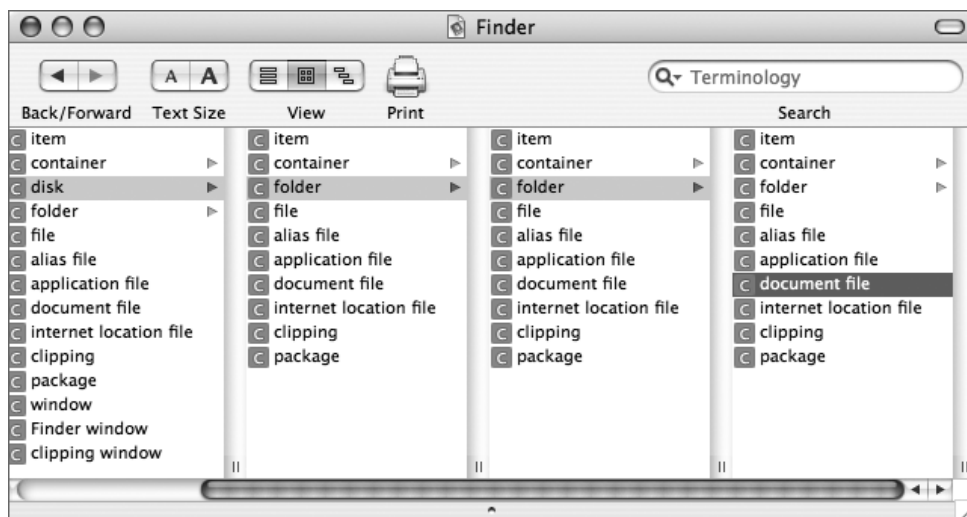 Finder
A A
Terminology
Back/Forward Text Size View Print Search
C item
C container
C disk
C folder
C file
C alias file
C application file
C document file
C internet location file
C clipping
C package
C window
C Finder window
C clipping window
C item
C container
C folder
C file
C alias file
C application file
C document file
C internet location file
C clipping
C package
C item
C container
C folder
C file
C alias file
C application file
C document file
C internet location file
C clipping
C package
C item
C container
C folder
C file
C alias file
C application file
C document file
C internet location file
C clipping
C package